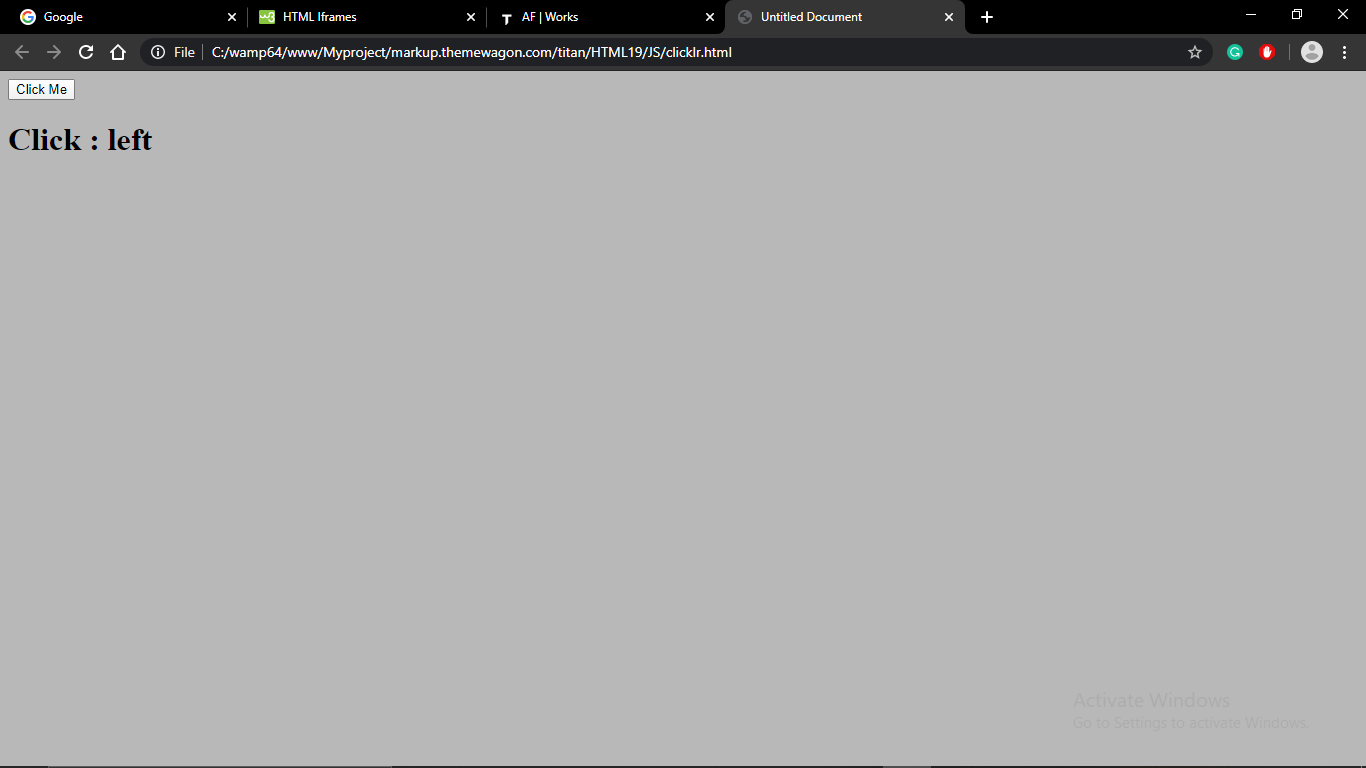 Google
HTML Iframes
AF | Works
Untitled Document
File
C:/wamp64/www/Myproject/markup.themewagon.com/titan/HTML19/JS/clicklr.html
Click Me
Click : left
Activate Windows
Go to Settings to activate Windows.